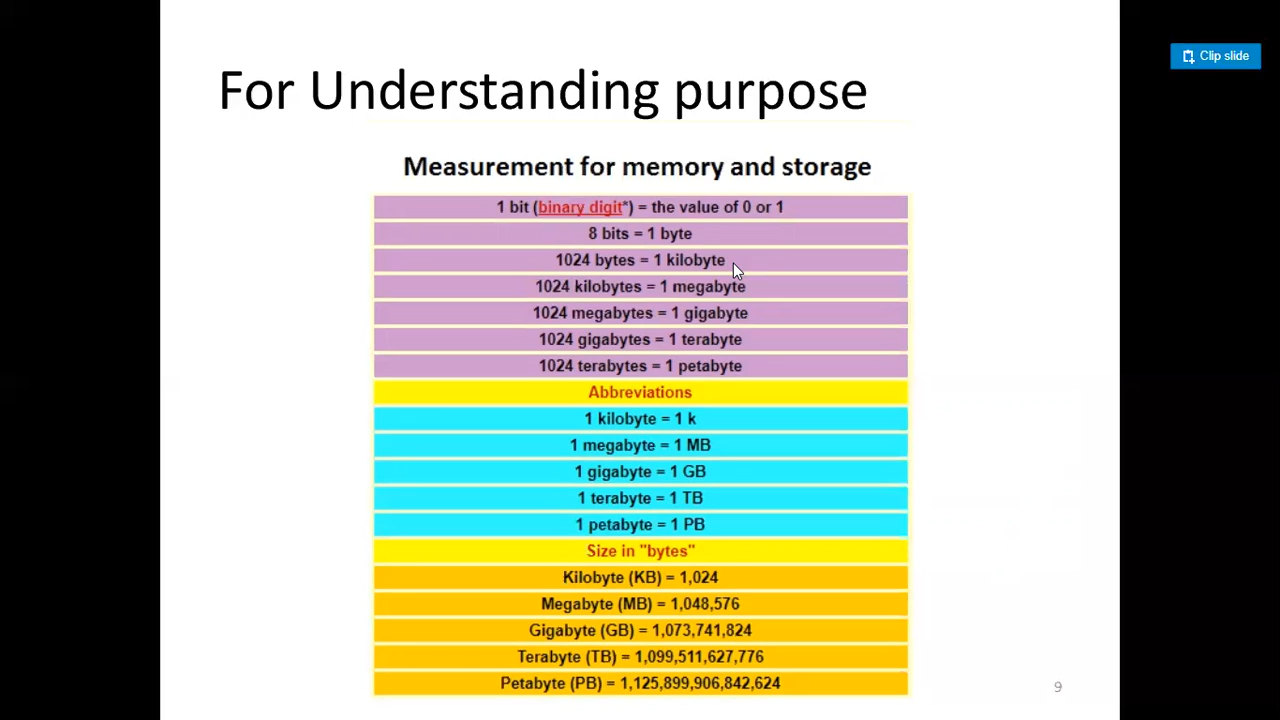 Clip slide
For Understanding purpose
Measurement for memory and storage
1 bit (binary digit*) = the value of 0 or 1
8 bits = 1 byte
1024 bytes = 1 kilobyte
1024 kilobytes = 1 megabyte
1024 megabytes = 1 gigabyte
1024 gigabytes = 1 terabyte
1024 terabytes = 1 petabyte
Abbreviations
1 kilobyte = 1 k
1 megabyte = 1 MB
1 gigabyte = 1 GB
1 terabyte = 1 TB
1 petabyte = 1 PB
Size in "bytes"
Kilobyte (KB) = 1,024
Megabyte (MB) = 1,048,576
Gigabyte (GB) = 1,073,741,824
Terabyte (TB) = 1,099,511,627,776
Petabyte (PB) = 1,125,899,906,842,624
9